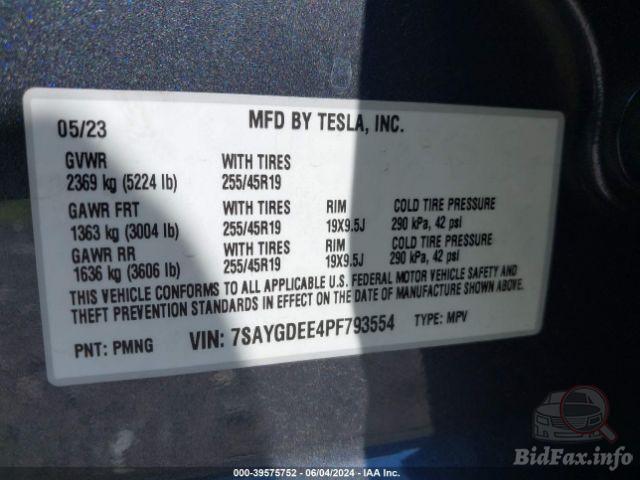 05/23 MFD BY TESLA, INC.
GVWR WITH TIRES
2369 kg (5224 lb) 255/45R19
GAWR FRT WITH TIRES RIM COLD TIRE PRESSURE
1363 kg (3004 lb) 255/45R19 19X9.5J 290 kPa, 42 psi
GAWR RR WITH TIRES RIM COLD TIRE PRESSURE
1636 kg (3606 lb) 255/45R19 19X9.5J 290 kPa, 42 psi
THIS VEHICLE CONFORMS TO ALL APPLICABLE U.S. FEDERAL MOTOR VEHICLE SAFETY AND
THEFT PREVENTION STANDARDS IN EFFECT ON THE DATE OF MANUFACTURE SHOWN ABOVE.
PNT: PMNG VIN: 7SAYGDEE4PF793554 TYPE: MPV
BidFax.info
000-39575752 - 06/04/2024 - IAA Inc.